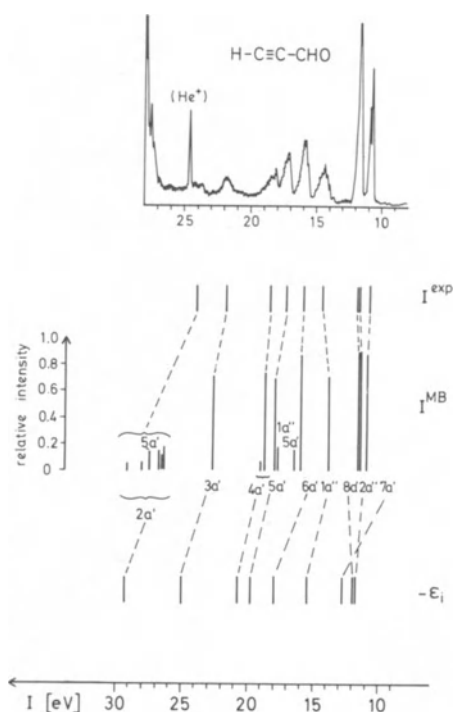 H-C≡C-CHO
(He⁺)
25 20 15 10
I^exp
relative intensity
1.0
0.8
0.6
0.4
0.2
0
I^MB
5a'
1a''
5a'
2a' 3a' 4a' 5a' 6a' 1a'' 8a' 2a'' 7a'
-ε_i
I [eV] 30 25 20 15 10